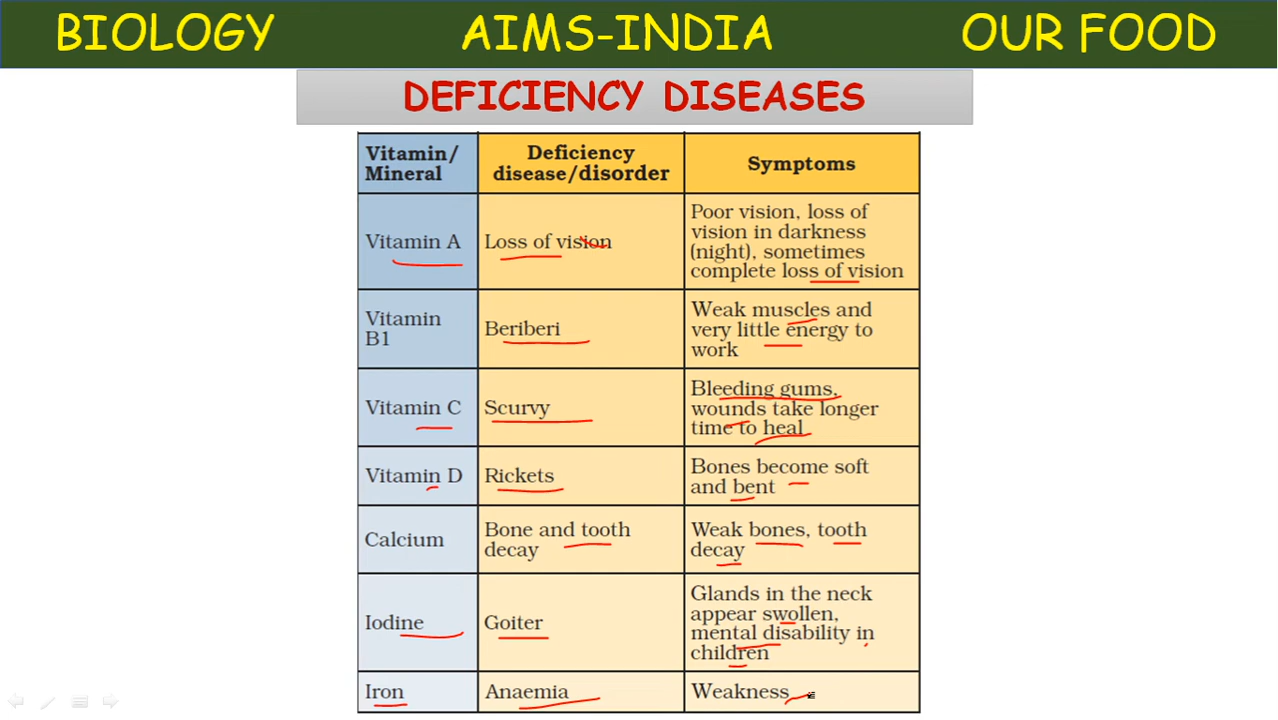 BIOLOGY AIMS-INDIA OUR FOOD
DEFICIENCY DISEASES
Vitamin/
Mineral
Deficiency
disease/disorder
Symptoms
Vitamin A
Loss of vision
Poor vision, loss of
vision in darkness
(night), sometimes
complete loss of vision
Vitamin
B1
Beriberi
Weak muscles and
very little energy to
work
Vitamin C
Scurvy
Bleeding gums,
wounds take longer
time to heal
Vitamin D
Rickets
Bones become soft
and bent
Calcium
Bone and tooth
decay
Weak bones, tooth
decay
Iodine
Goiter
Glands in the neck
appear swollen,
mental disability in
children
Iron
Anaemia
Weakness